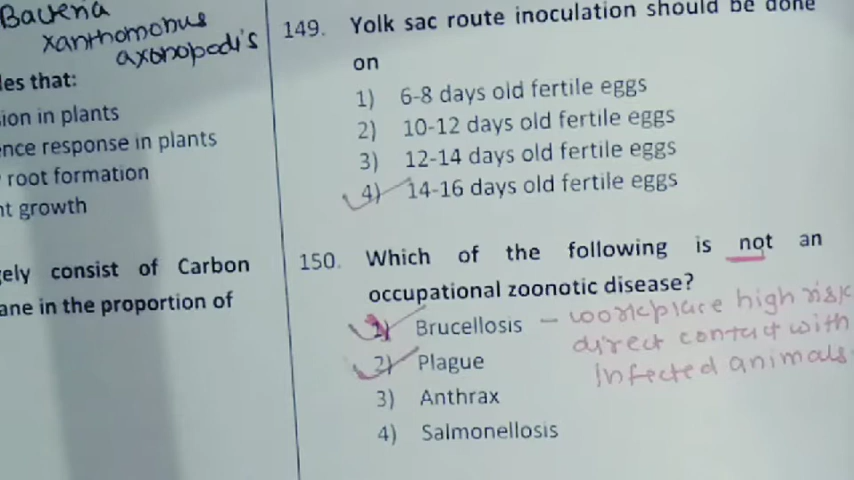 Bacteria
xanthomonus
axonopodi's
les that:
ion in plants
nce response in plants
root formation
nt growth
gely consist of Carbon
ane in the proportion of
149. Yolk sac route inoculation should be done
on
1) 6-8 days old fertile eggs
2) 10-12 days old fertile eggs
3) 12-14 days old fertile eggs
4) 14-16 days old fertile eggs
150. Which of the following is not an
occupational zoonotic disease?
1) Brucellosis – workplace high risk
direct contact with
2) Plague
Infected animals.
3) Anthrax
4) Salmonellosis